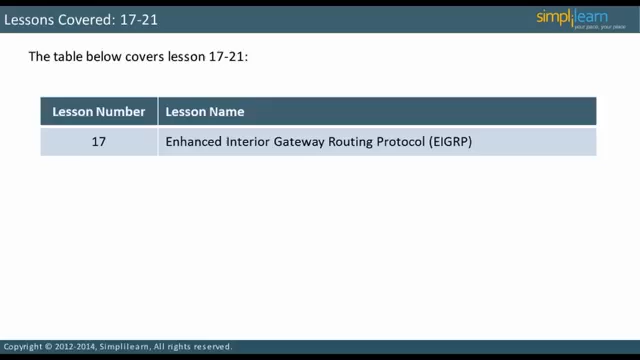 Lessons Covered: 17-21
simplilearn
your pace, your place
The table below covers lesson 17-21:
Lesson Number Lesson Name
17 Enhanced Interior Gateway Routing Protocol (EIGRP)
Copyright © 2012-2014, Simplilearn, All rights reserved.